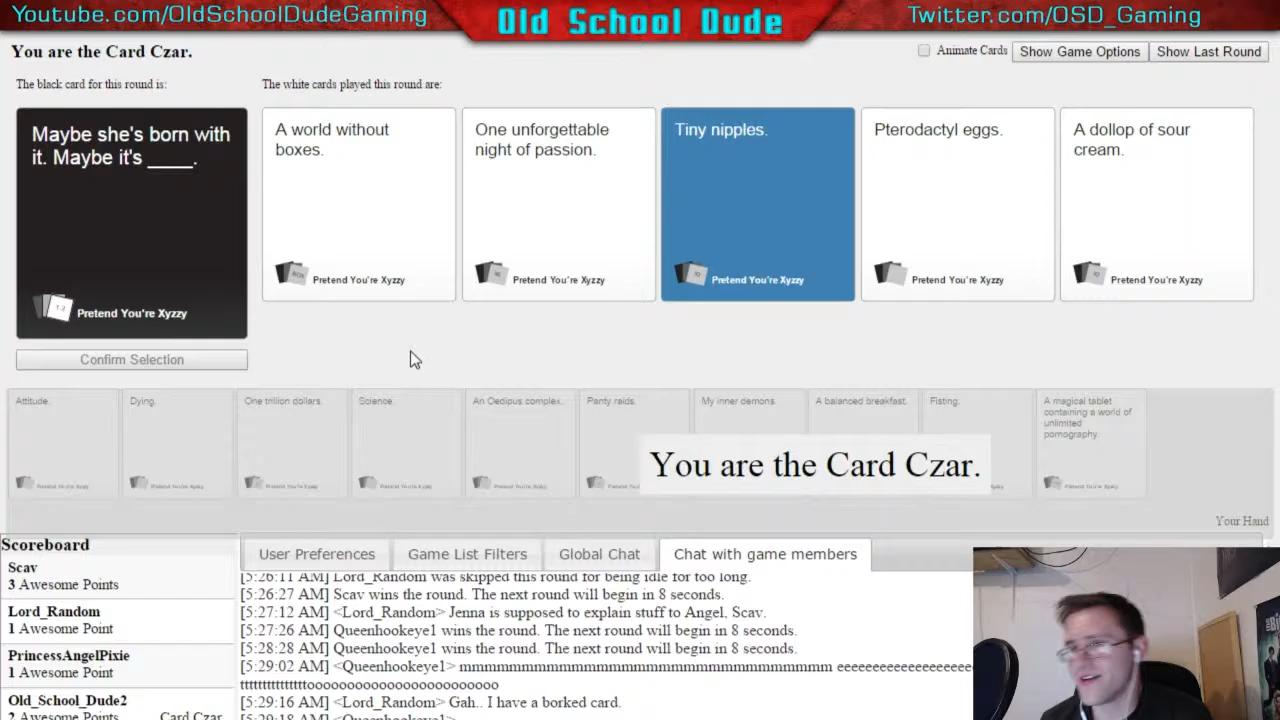 Youtube.com/OldSchoolDudeGaming
Old School Dude
Twitter.com/OSD_Gaming
You are the Card Czar.
Animate Cards
Show Game Options
Show Last Round
The black card for this round is:
The white cards played this round are:
Maybe she's born with
it. Maybe it's ____.
Pretend You're Xyzzy
A world without
boxes.
Pretend You're Xyzzy
One unforgettable
night of passion.
Pretend You're Xyzzy
Tiny nipples.
Pretend You're Xyzzy
Pterodactyl eggs.
Pretend You're Xyzzy
A dollop of sour
cream.
Pretend You're Xyzzy
Confirm Selection
Attitude.
Dying.
One trillion dollars.
Science.
An Oedipus complex.
Panty raids.
My inner demons.
A balanced breakfast.
Fisting.
A magical tablet
containing a world of
unlimited
pornography.
You are the Card Czar.
Your Hand
Scoreboard
Scav
3 Awesome Points
Lord_Random
1 Awesome Point
PrincessAngelPixie
1 Awesome Point
Old_School_Dude2
2 Awesome Points
Card Czar
User Preferences
Game List Filters
Global Chat
Chat with game members
[5:26:11 AM] Lord_Random was skipped this round for being idle for too long.
[5:26:27 AM] Scav wins the round. The next round will begin in 8 seconds.
[5:27:12 AM] <Lord_Random> Jenna is supposed to explain stuff to Angel, Scav.
[5:27:26 AM] Queenhookeye1 wins the round. The next round will begin in 8 seconds.
[5:28:28 AM] Queenhookeye1 wins the round. The next round will begin in 8 seconds.
[5:29:02 AM] <Queenhookeye1>
[5:29:16 AM] <Lord_Random> Gah.. I have a borked card.
[5:29:18 AM] <Queenhookeye1>